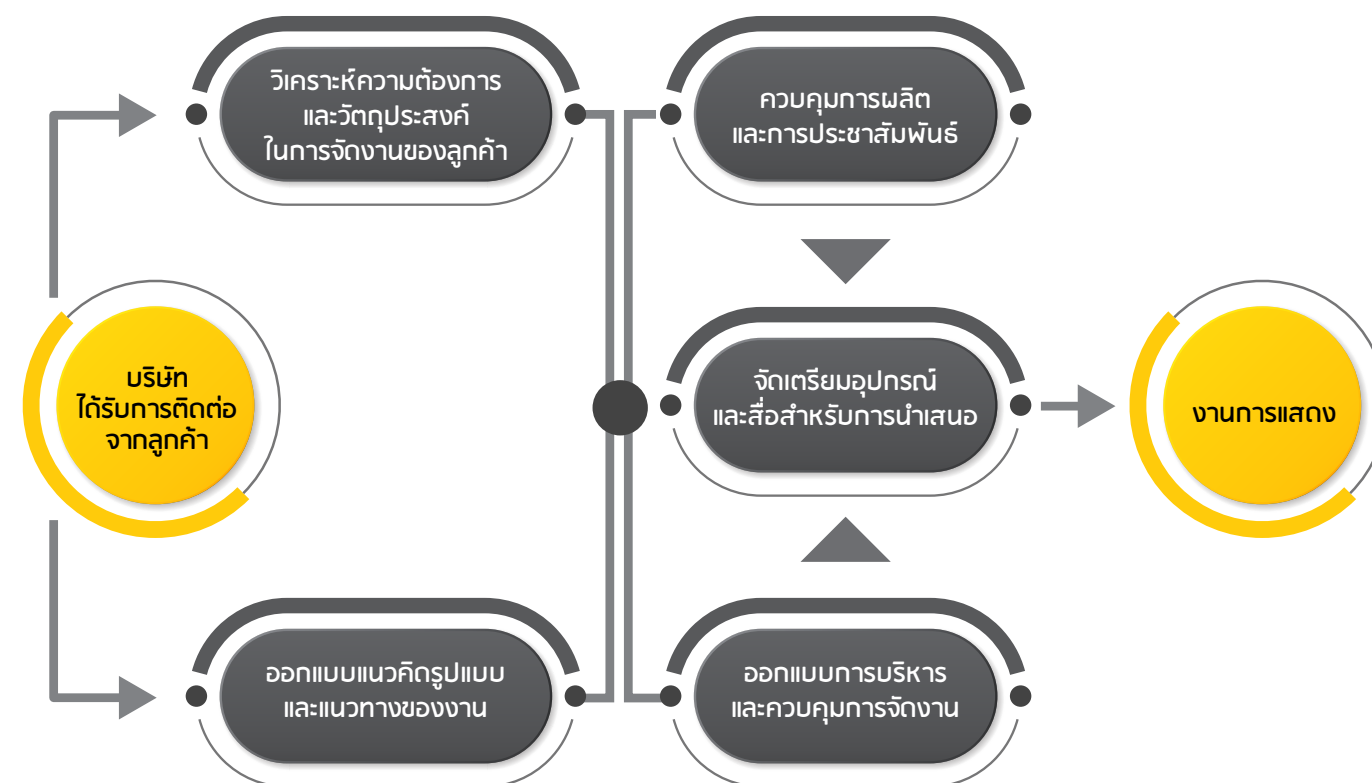 บริษัท
ได้รับการติดต่อ
จากลูกค้า
วิเคราะห์ความต้องการ
และวัตถุประสงค์
ในการจัดงานของลูกค้า
ออกแบบแนวคิดรูปแบบ
และแนวทางของงาน
ควบคุมการผลิต
และการประชาสัมพันธ์
จัดเตรียมอุปกรณ์
และสื่อสำหรับการนำเสนอ
ออกแบบการบริหาร
และควบคุมการจัดงาน
งานการแสดง